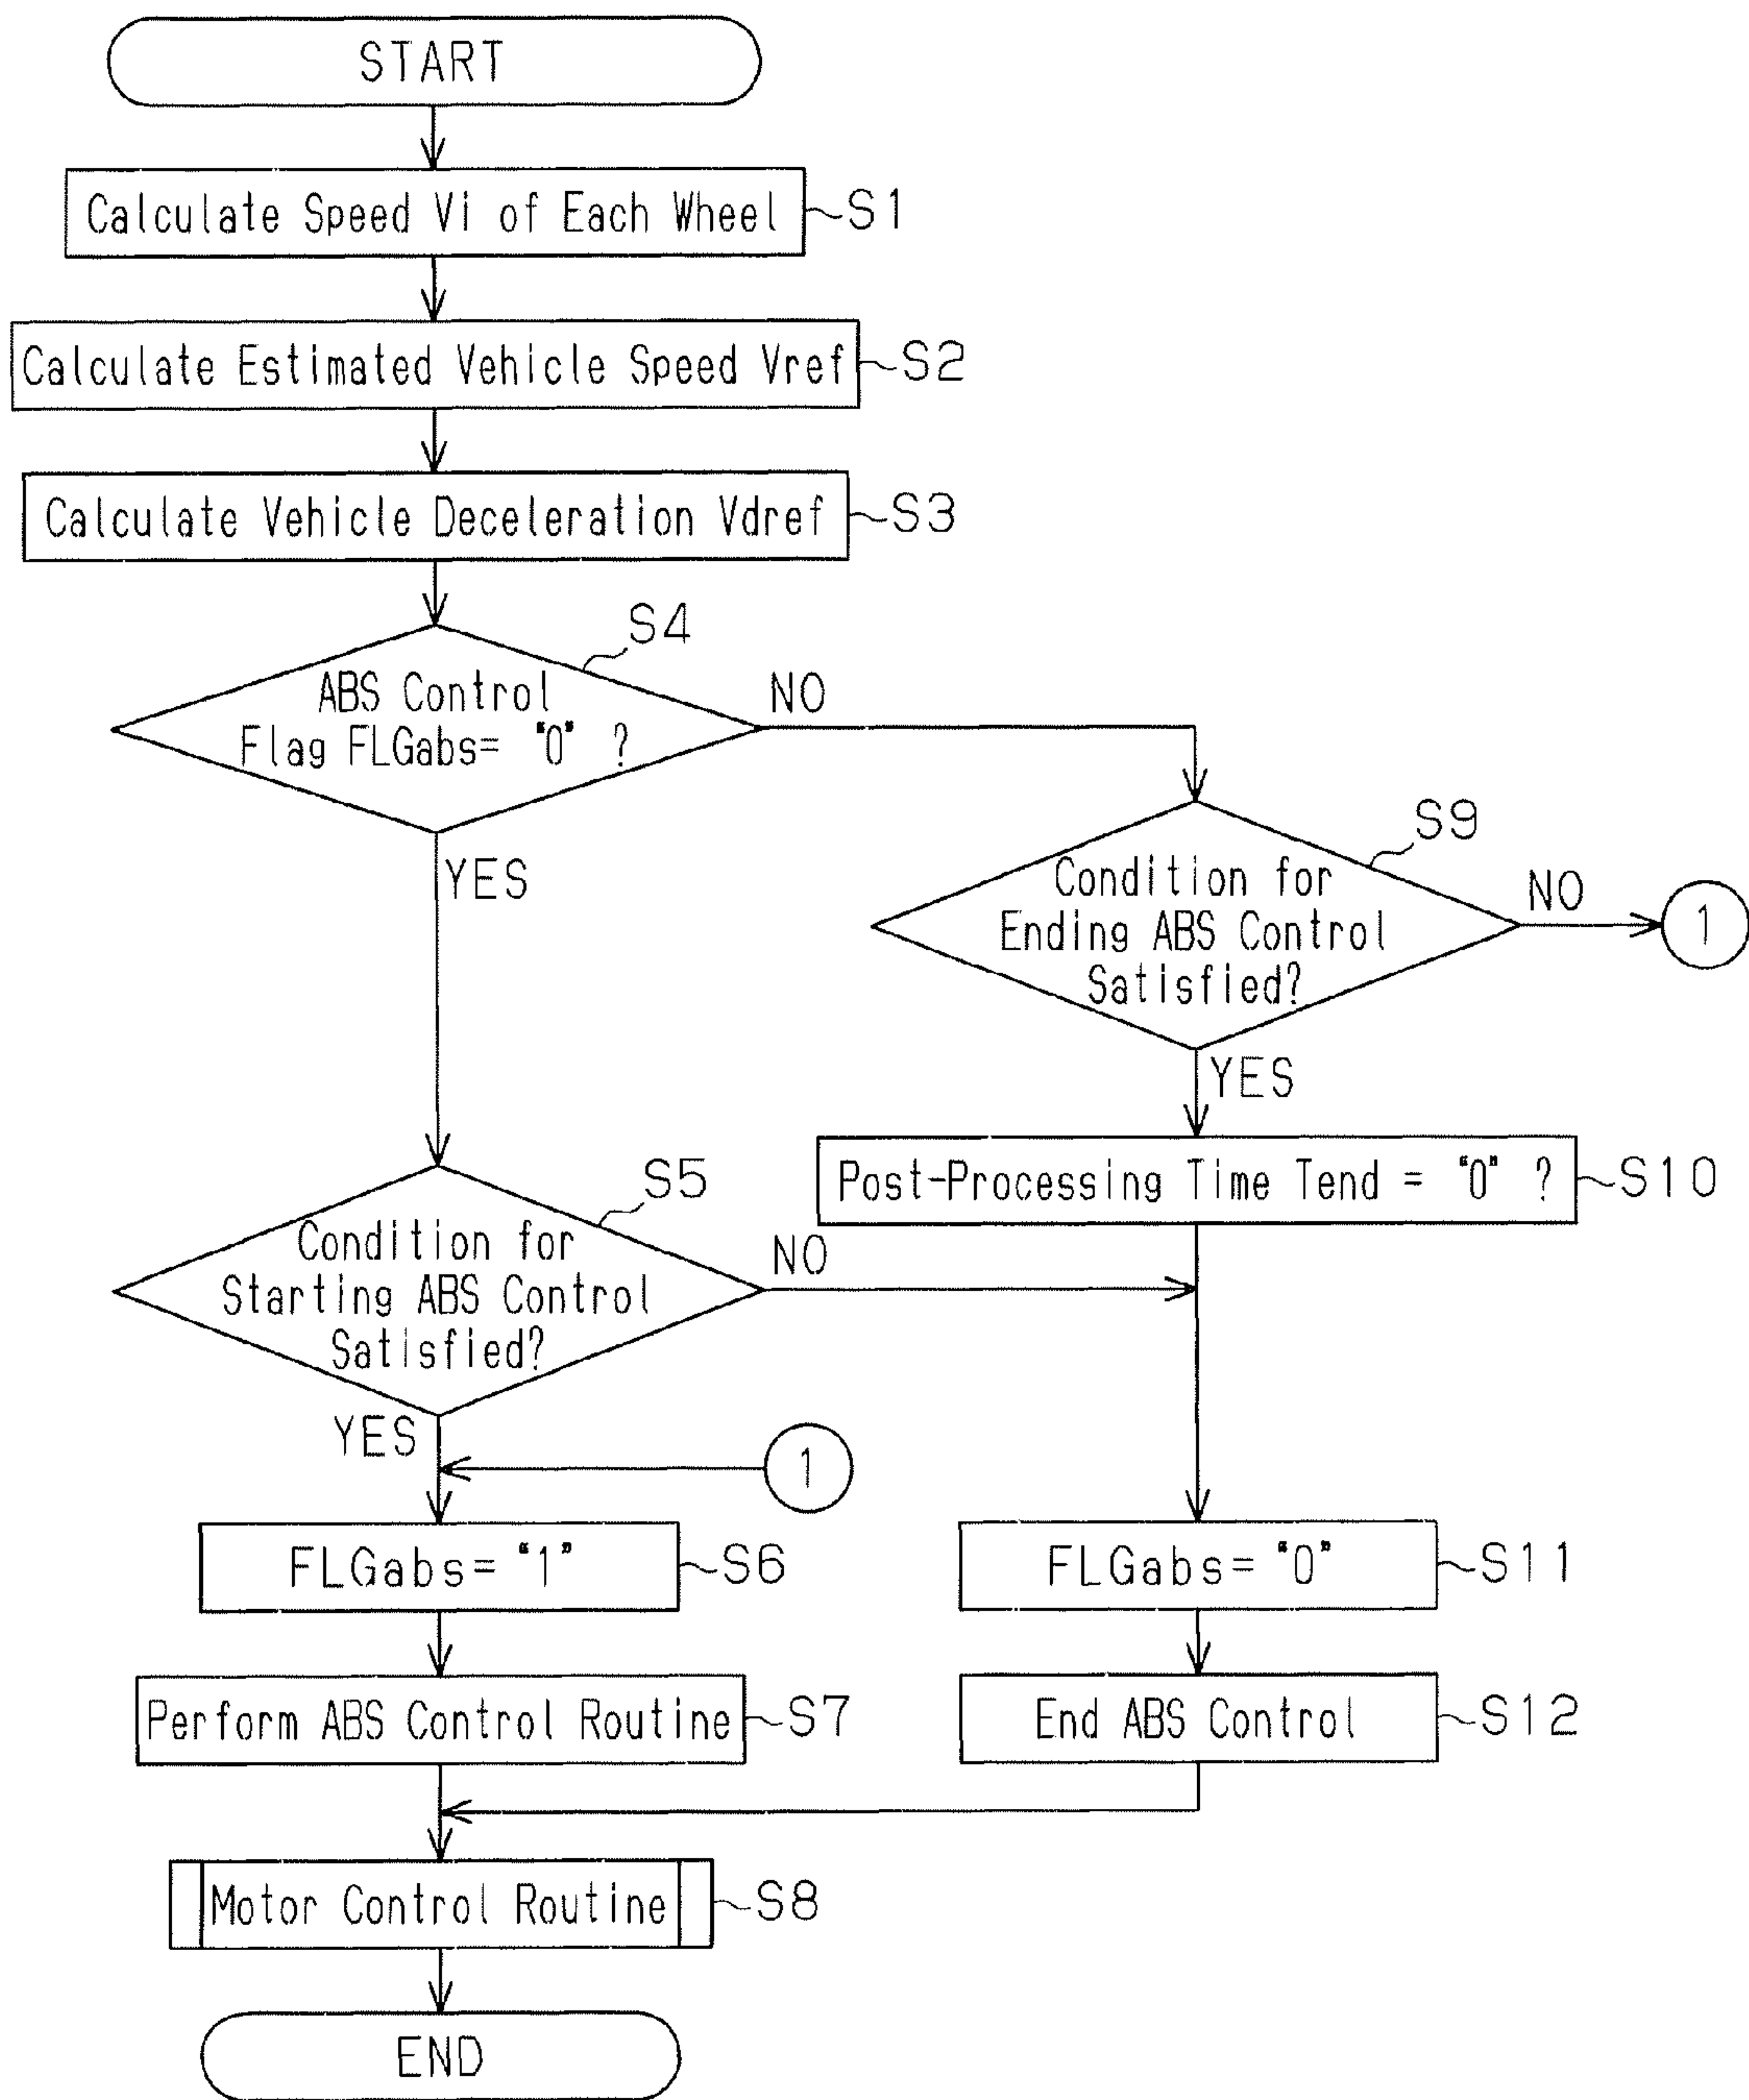 START
Calculate Speed Vi of Each Wheel
S1
Calculate Estimated Vehicle Speed Vref
S2
Calculate Vehicle Deceleration Vdref
S3
S4
ABS Control
Flag FLGabs= "0" ?
NO
YES
S9
Condition for
Ending ABS Control
Satisfied?
NO
1
YES
Post-Processing Time Tend = "0" ?
S10
S5
Condition for
Starting ABS Control
Satisfied?
NO
YES
1
FLGabs= "1"
S6
FLGabs= "0"
S11
Perform ABS Control Routine
S7
End ABS Control
S12
Motor Control Routine
S8
END